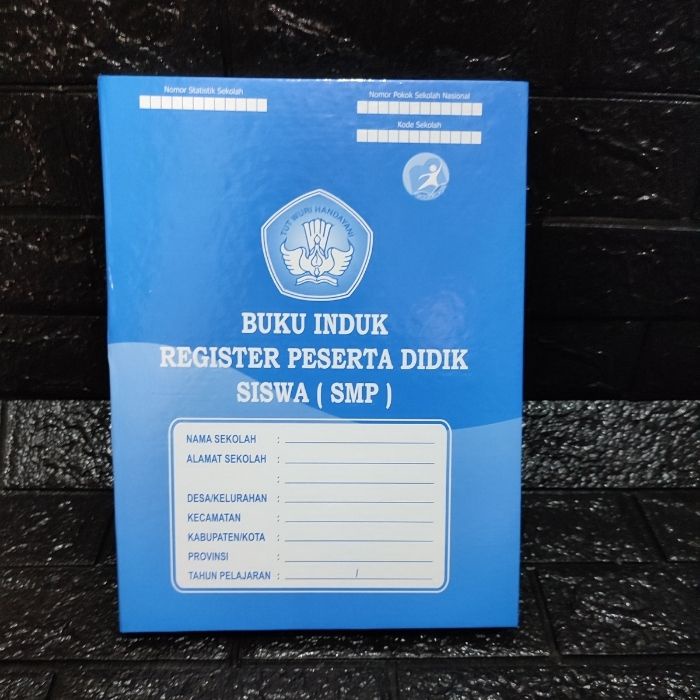 Nomor Statistik Sekolah
Nomor Pokok Sekolah Nasional
Kode Sekolah
TUT WURI HANDAYANI
BUKU INDUK
REGISTER PESERTA DIDIK
SISWA ( SMP )
NAMA SEKOLAH :
ALAMAT SEKOLAH :
:
DESA/KELURAHAN :
KECAMATAN :
KABUPATEN/KOTA :
PROVINSI :
TAHUN PELAJARAN : /